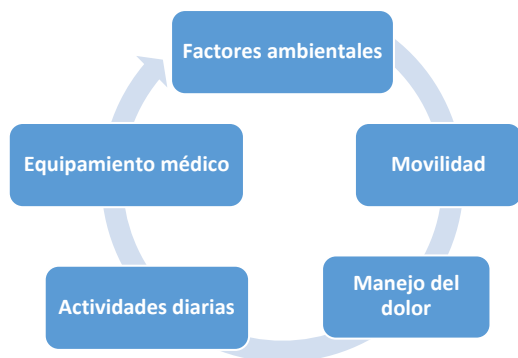 Factores ambientales
Movilidad
Manejo del
dolor
Actividades diarias
Equipamiento médico